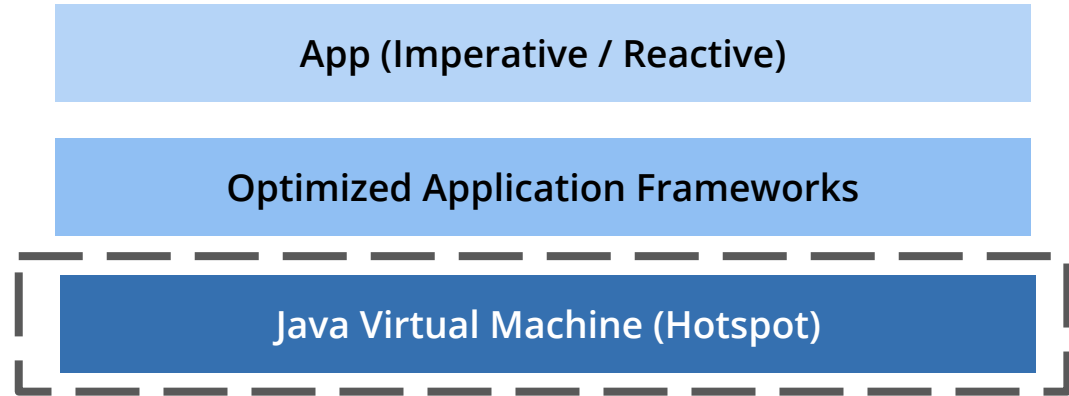 App (Imperative / Reactive)
Optimized Application Frameworks
Java Virtual Machine (Hotspot)